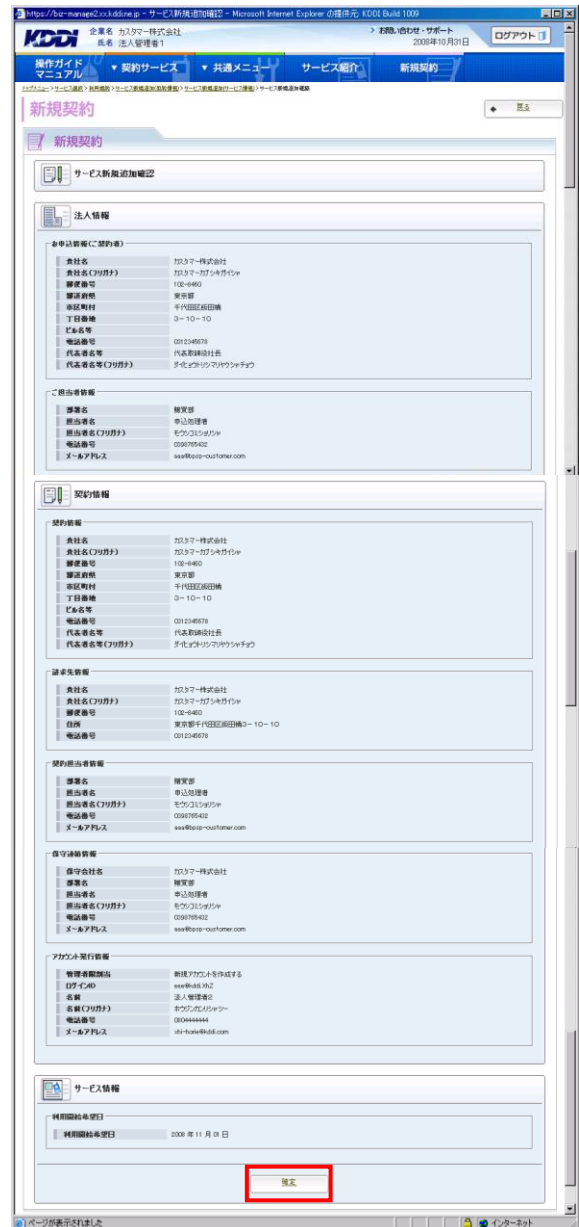 https://biz-manage2.xx.kddi.ne.jp - サービス新規追加確認 - Microsoft Internet Explorer の提供元: KDDI Build 1009
KDDI
企業名 カスタマー株式会社
氏名 法人管理者1
お問い合わせ・サポート
2008年10月31日
ログアウト
操作ガイド
マニュアル
▼ 契約サービス
▼ 共通メニュー
サービス紹介
新規契約
新規契約
戻る
新規契約
サービス新規追加確認
法人情報
お申込情報(ご契約者)
会社名 カスタマー株式会社
会社名(フリガナ) カスタマーカブシキガイシャ
郵便番号 102-8460
都道府県 東京都
市区町村 千代田区飯田橋
丁目番地 3-10-10
ビル名等
電話番号 0312345678
代表者名等 代表取締役社長
代表者名等(フリガナ) ダイヒョウトリシマリヤクシャチョウ
ご担当者情報
部署名 購買部
担当者名 申込処理者
担当者名(フリガナ) モウシコミショリシャ
電話番号 0398765432
メールアドレス
契約情報
契約情報
会社名 カスタマー株式会社
会社名(フリガナ) カスタマーカブシキガイシャ
郵便番号 102-8460
都道府県 東京都
市区町村 千代田区飯田橋
丁目番地 3-10-10
ビル名等
電話番号 0312345678
代表者名等 代表取締役社長
代表者名等(フリガナ) ダイヒョウトリシマリヤクシャチョウ
請求先情報
会社名 カスタマー株式会社
会社名(フリガナ) カスタマーカブシキガイシャ
郵便番号 102-8460
住所 東京都千代田区飯田橋3-10-10
電話番号 0312345678
契約担当者情報
部署名 購買部
担当者名 申込処理者
担当者名(フリガナ) モウシコミショリシャ
電話番号 0398765432
メールアドレス
保守連絡情報
保守会社名 カスタマー株式会社
部署名 購買部
担当者名 申込処理者
担当者名(フリガナ) モウシコミショリシャ
電話番号 0398765432
メールアドレス
アカウント発行情報
管理者権割当 新規アカウントを作成する
ログインID
名前 法人管理者2
名前(フリガナ)
電話番号
メールアドレス
サービス情報
利用開始希望日
利用開始希望日 2008 年 11 月 01 日
確定
ページが表示されました
インターネット